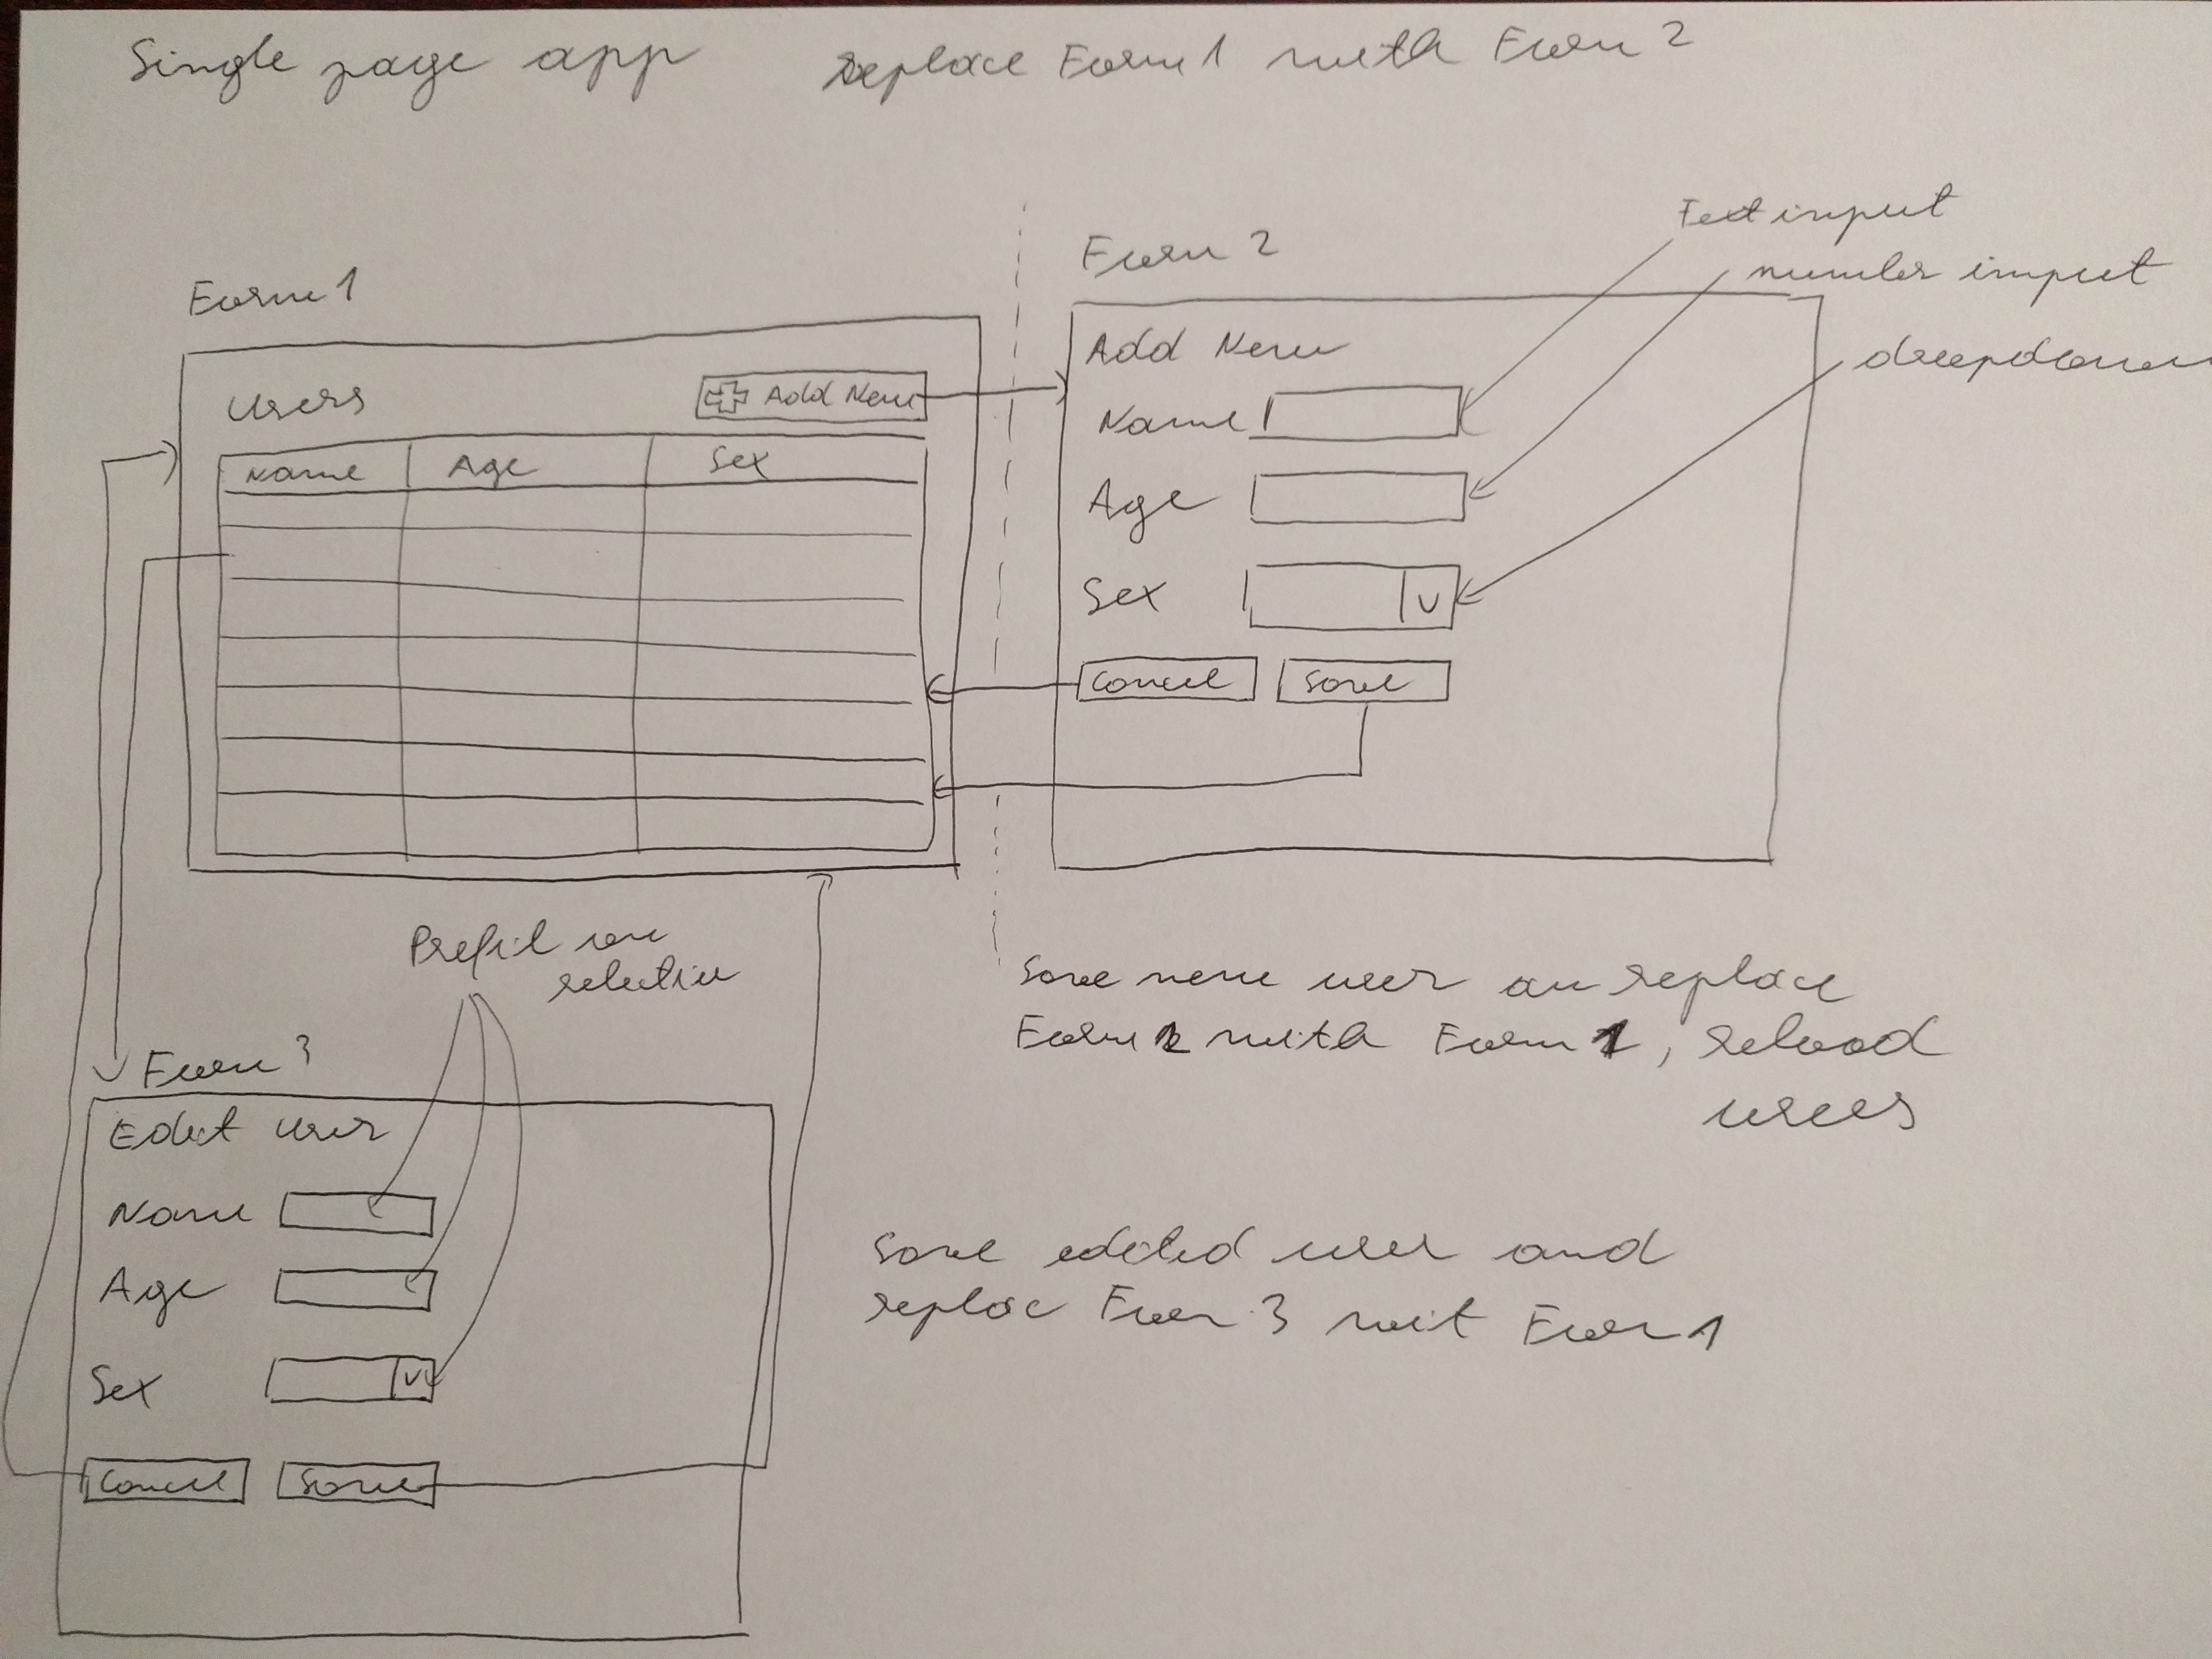 Single page app
replace Form 1 with Form 2
Form 1
Users
Add New
Name Age Sex
Form 2
Text input
number input
dropdown
Add New
Name
Age
Sex
V
Cancel Save
Prefil on
selection
Save new user an replace
Form 2 with Form 1, reload
users
Form 3
Edit user
Name
Age
Sex
V
Cancel Save
Save edited user and
replac Form 3 wit Form 1